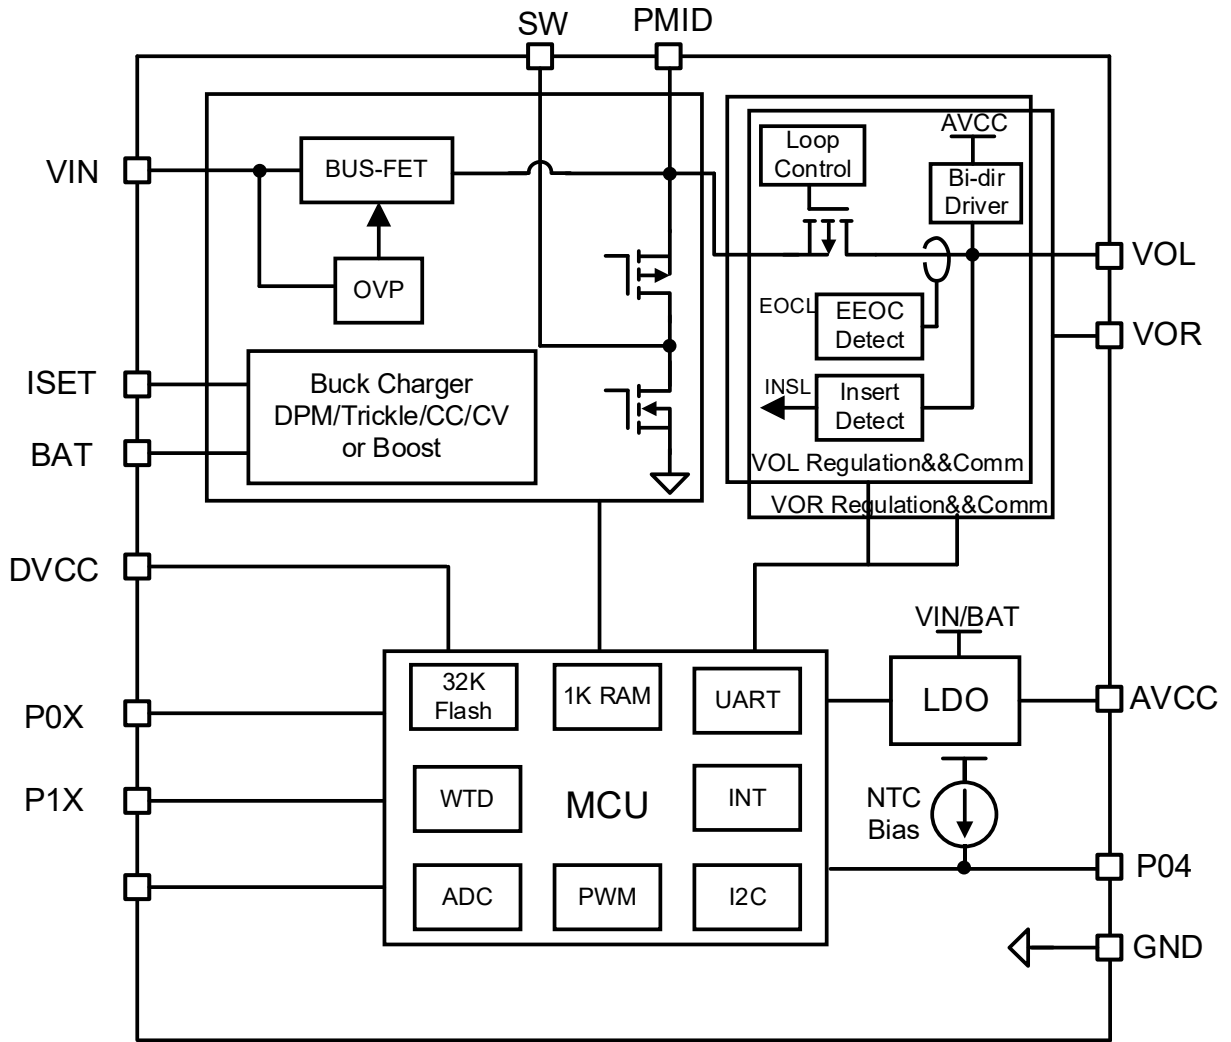 SW
PMID
VIN
BUS-FET
OVP
ISET
BAT
Buck Charger
DPM/Trickle/CC/CV
or Boost
Loop
Control
AVCC
Bi-dir
Driver
VOL
VOR
EOCL
EEOC
Detect
INSL
Insert
Detect
VOL Regulation&&Comm
VOR Regulation&&Comm
DVCC
P0X
P1X
32K
Flash
1K RAM
UART
WTD
MCU
INT
ADC
PWM
I2C
VIN/BAT
LDO
AVCC
NTC
Bias
P04
GND